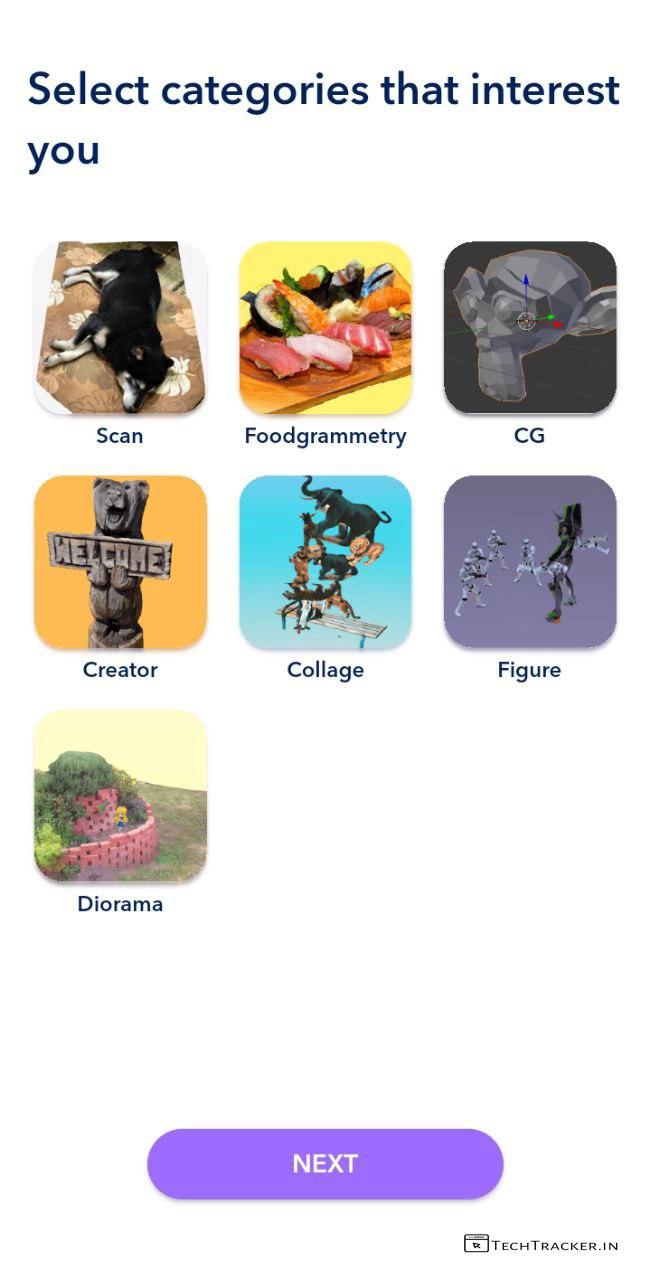 Select categories that interest
you
Scan
Foodgrammetry
CG
WELCOME
Creator
Collage
Figure
Diorama
NEXT
TECHTRACKER.IN